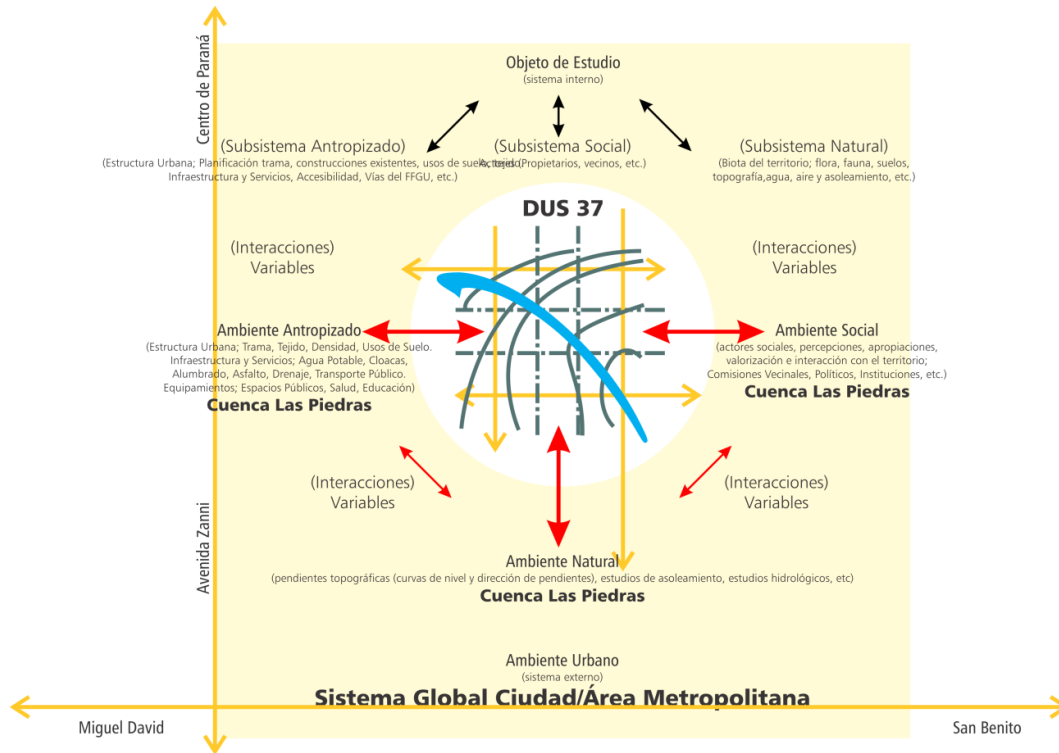 Centro de Paraná
Objeto de Estudio
(sistema interno)
(Subsistema Antropizado)
(Estructura Urbana; Planificación trama, construcciones existentes, usos de suelo, tejido,
Infraestructura y Servicios, Accesibilidad, Vías del FFGU, etc.)
(Subsistema Social)
(Propietarios, vecinos, etc.)
(Subsistema Natural)
(Biota del territorio; flora, fauna, suelos,
topografía,agua, aire y asoleamiento, etc.)
DUS 37
(Interacciones)
Variables
(Interacciones)
Variables
Ambiente Antropizado
(Estructura Urbana; Trama, Tejido, Densidad, Usos de Suelo.
Infraestructura y Servicios; Agua Potable, Cloacas,
Alumbrado, Asfalto, Drenaje, Transporte Público.
Equipamientos; Espacios Públicos, Salud, Educación)
Cuenca Las Piedras
Ambiente Social
(actores sociales, percepciones, apropiaciones,
valorización e interacción con el territorio;
Comisiones Vecinales, Políticos, Instituciones, etc.)
Cuenca Las Piedras
(Interacciones)
Variables
(Interacciones)
Variables
Avenida Zanni
Ambiente Natural
(pendientes topográficas (curvas de nivel y dirección de pendientes), estudios de asoleamiento, estudios hidrológicos, etc)
Cuenca Las Piedras
Ambiente Urbano
(sistema externo)
Sistema Global Ciudad/Área Metropolitana
Miguel David
San Benito